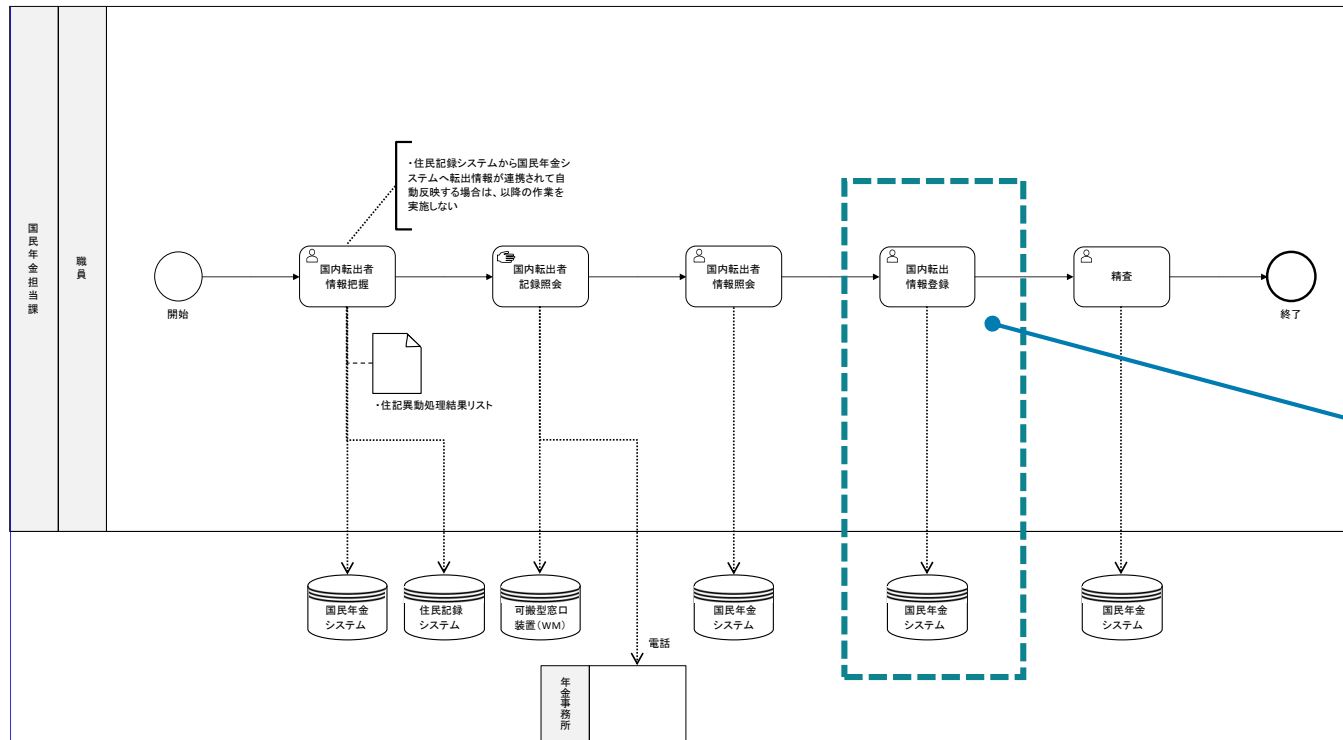 国民年金担当課
職員
・住民記録システムから国民年金シ
ステムへ転出情報が連携されて自
動反映する場合は、以降の作業を
実施しない
開始
国内転出者
情報把握
国内転出者
記録照会
国内転出者
情報照会
国内転出
情報登録
精査
終了
・住記異動処理結果リスト
国民年金
システム
住民記録
システム
可搬型窓口
装置(WM)
国民年金
システム
国民年金
システム
国民年金
システム
電話
年金事務所